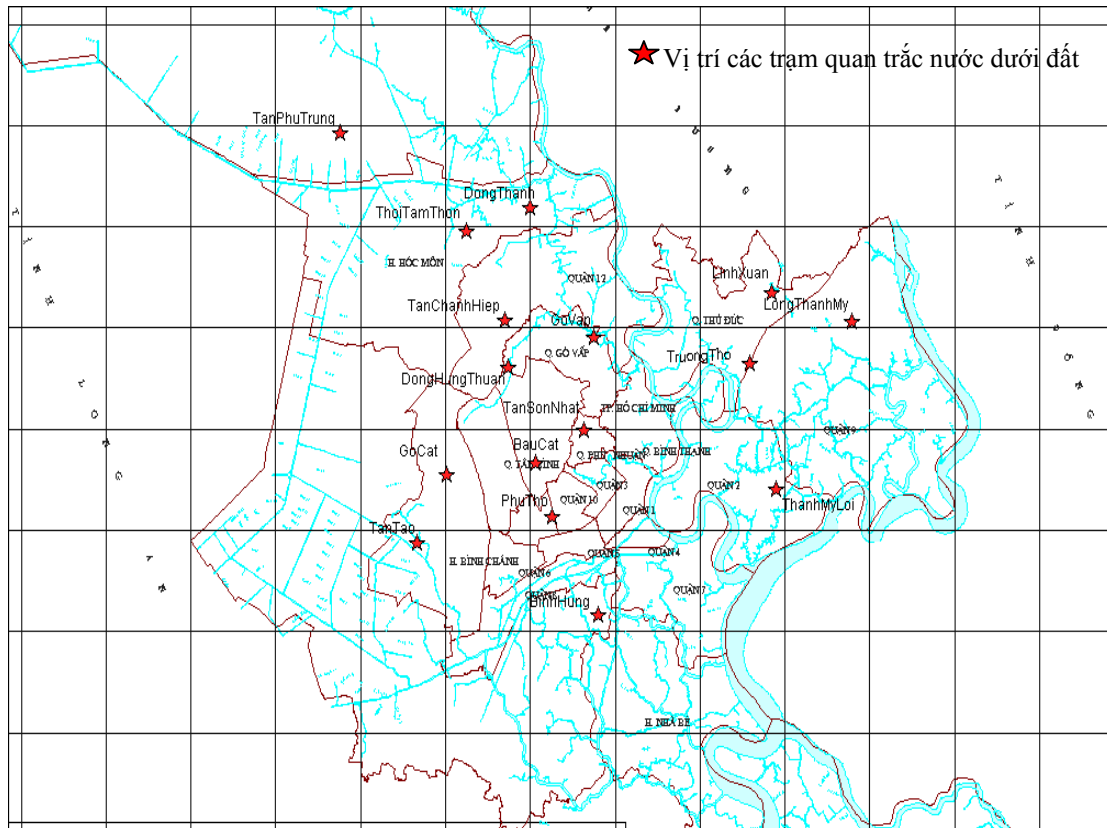 Vị trí các trạm quan trắc nước dưới đất
TanPhuTrung
DongThanh
ThoiTamThon
H. HÓC MÔN
QUẬN 12
LinhXuan
LongThanhMy
TanChanhHiep
GoVap
Q. THỦ ĐỨC
Q. GÒ VẤP
TruongTho
DongHungThuan
TanSonNhat
TP. HỒ CHÍ MINH
QUẬN 9
BauCat
GoCat
Q. PHÚ NHUẬN
Q. BÌNH THẠNH
QUẬN 3
QUẬN 2
PhuTho
QUẬN 10
QUẬN 1
ThanhMyLoi
TanTao
H. BÌNH CHÁNH
QUẬN 5
QUẬN 4
QUẬN 6
QUẬN 7
BinhHung
H. NHÀ BÈ